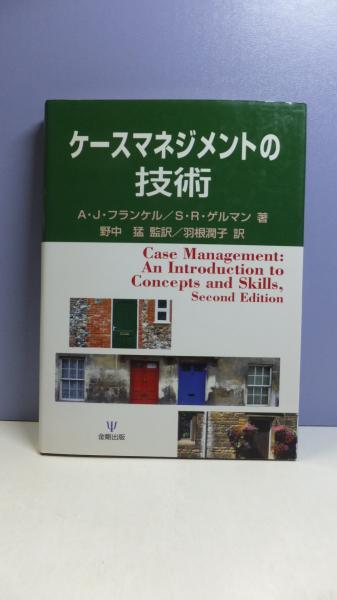 ケースマネジメントの
技術
A・J・フランケル／S・R・ゲルマン 著
野中 猛 監訳／羽根潤子 訳
Case Management:
An Introduction to
Concepts and Skills,
Second Edition
金剛出版